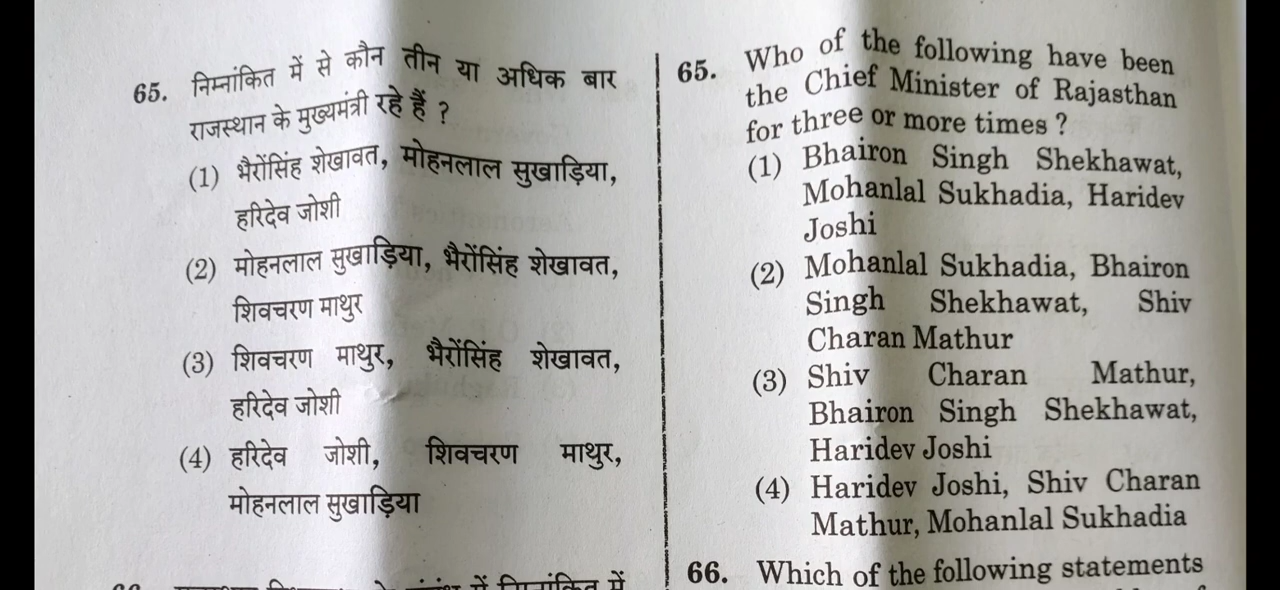 65. निम्नांकित में से कौन तीन या अधिक बार
राजस्थान के मुख्यमंत्री रहे हैं ?
(1) भैरोंसिंह शेखावत, मोहनलाल सुखाड़िया,
हरिदेव जोशी
(2) मोहनलाल सुखाड़िया, भैरोंसिंह शेखावत,
शिवचरण माथुर
(3) शिवचरण माथुर, भैरोंसिंह शेखावत,
हरिदेव जोशी
(4) हरिदेव जोशी, शिवचरण माथुर,
मोहनलाल सुखाड़िया
65. Who of the following have been
the Chief Minister of Rajasthan
for three or more times ?
(1) Bhairon Singh Shekhawat,
Mohanlal Sukhadia, Haridev
Joshi
(2) Mohanlal Sukhadia, Bhairon
Singh Shekhawat, Shiv
Charan Mathur
(3) Shiv Charan Mathur,
Bhairon Singh Shekhawat,
Haridev Joshi
(4) Haridev Joshi, Shiv Charan
Mathur, Mohanlal Sukhadia
66. Which of the following statements